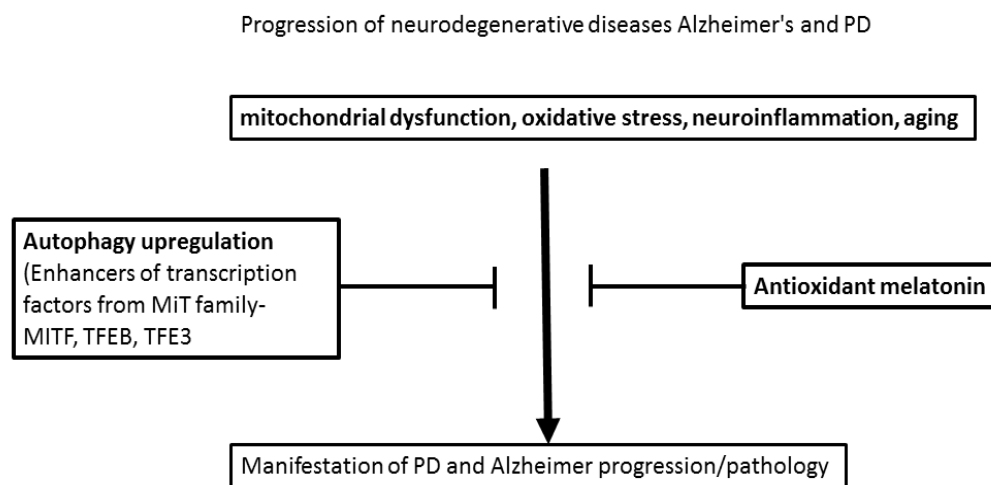 Progression of neurodegenerative diseases Alzheimer's and PD
mitochondrial dysfunction, oxidative stress, neuroinflammation, aging
Autophagy upregulation
(Enhancers of transcription
factors from MiT family-
MITF, TFEB, TFE3
Antioxidant melatonin
Manifestation of PD and Alzheimer progression/pathology